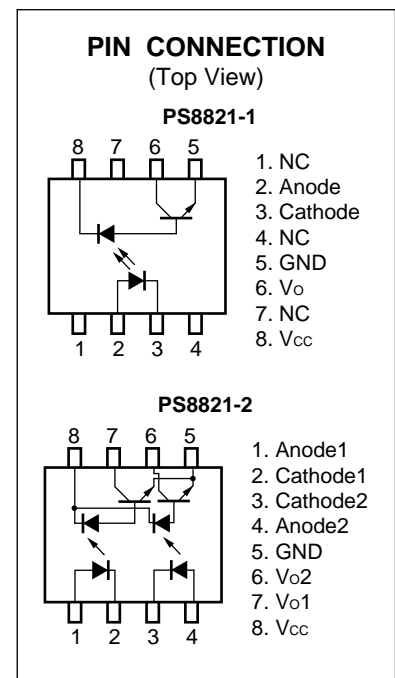 PIN CONNECTION
(Top View)
PS8821-1
8 7 6 5
1. NC
2. Anode
3. Cathode
4. NC
5. GND
6. Vo
7. NC
8. Vcc
1 2 3 4
PS8821-2
8 7 6 5
1. Anode1
2. Cathode1
3. Cathode2
4. Anode2
5. GND
6. Vo2
7. Vo1
8. Vcc
1 2 3 4